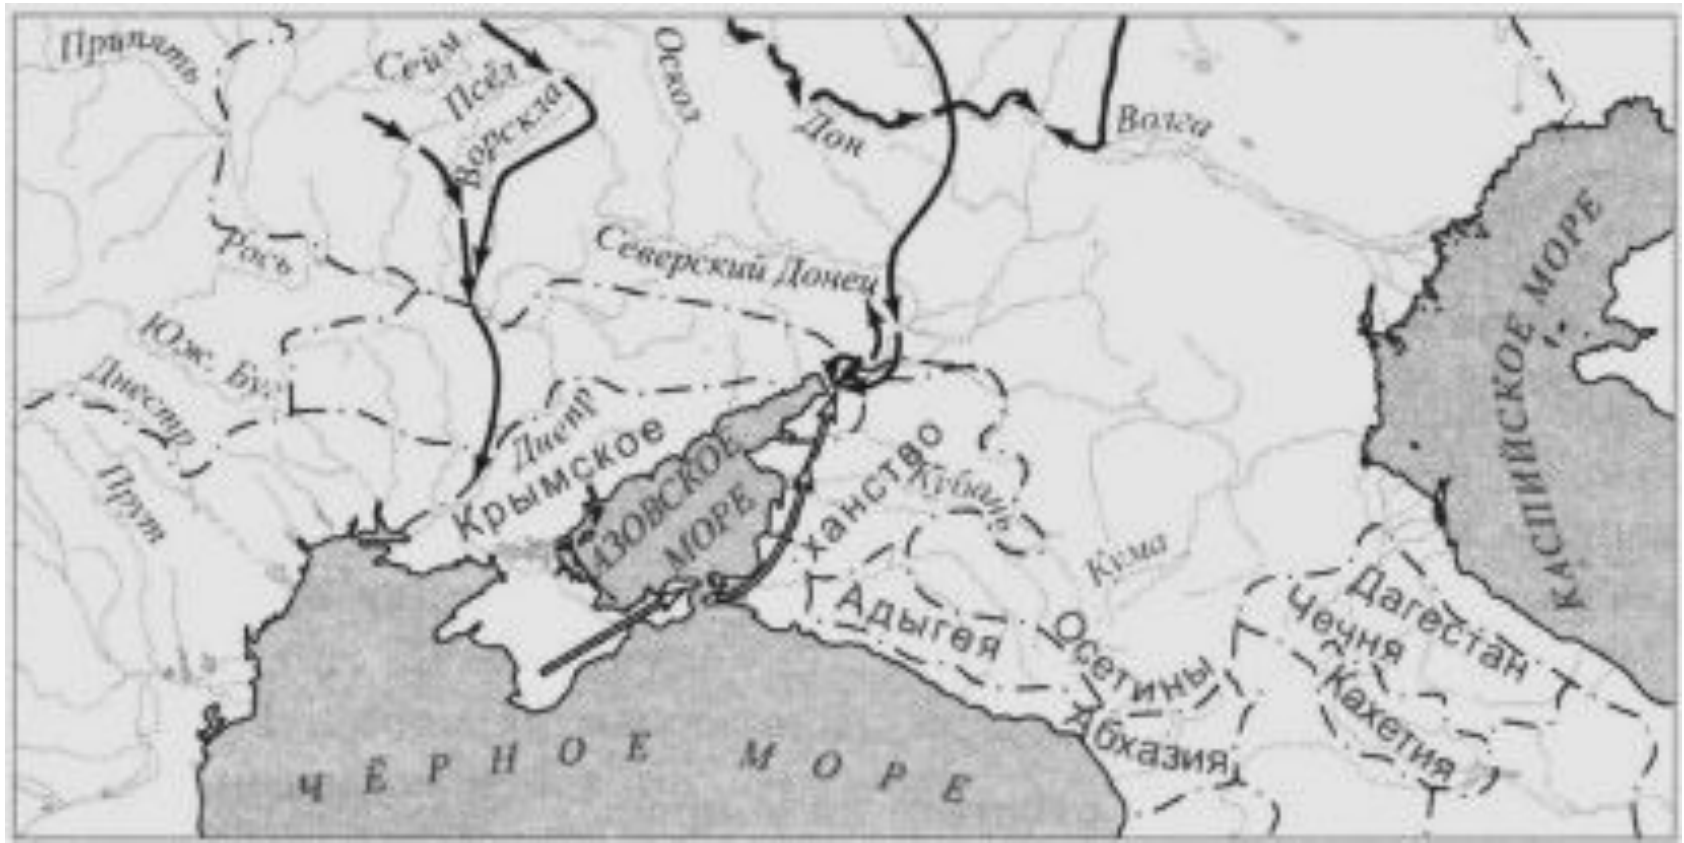 Припять
Сейм
Псёл
Ворскла
Оскол
Дон
Волга
Рось
Северский Донец
Юж. Буг
Днестр
Прут
Днепр
Крымское
ханство
АЗОВСКОЕ
МОРЕ
Кубань
Кума
КАСПИЙСКОЕ МОРЕ
Адыгея
Осетины
Чечня
Дагестан
Кахетия
Абхазия
ЧЁРНОЕ МОРЕ